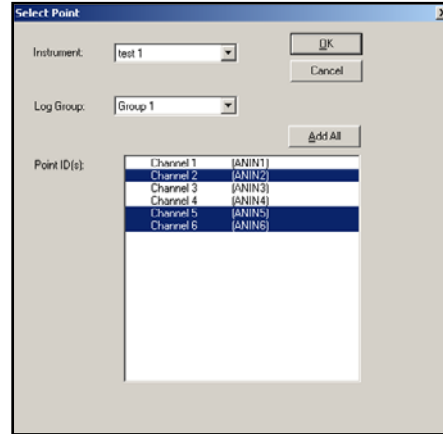 Select Point
Instrument: test 1
OK
Cancel
Log Group: Group 1
Add All
Point ID(s):
Channel 1 (ANIN1)
Channel 2 (ANIN2)
Channel 3 (ANIN3)
Channel 4 (ANIN4)
Channel 5 (ANIN5)
Channel 6 (ANIN6)